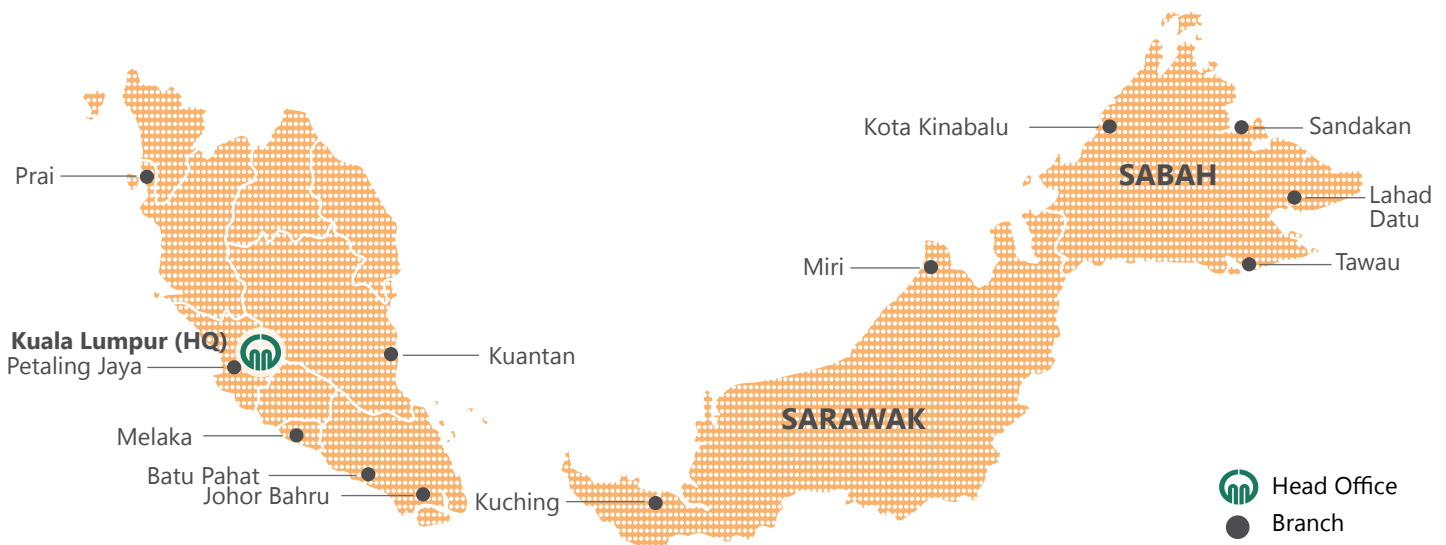 Kota Kinabalu
Sandakan
Prai
SABAH
Lahad
Datu
Miri
Tawau
Kuala Lumpur (HQ)
Petaling Jaya
Kuantan
SARAWAK
Melaka
Batu Pahat
Johor Bahru
Kuching
Head Office
Branch